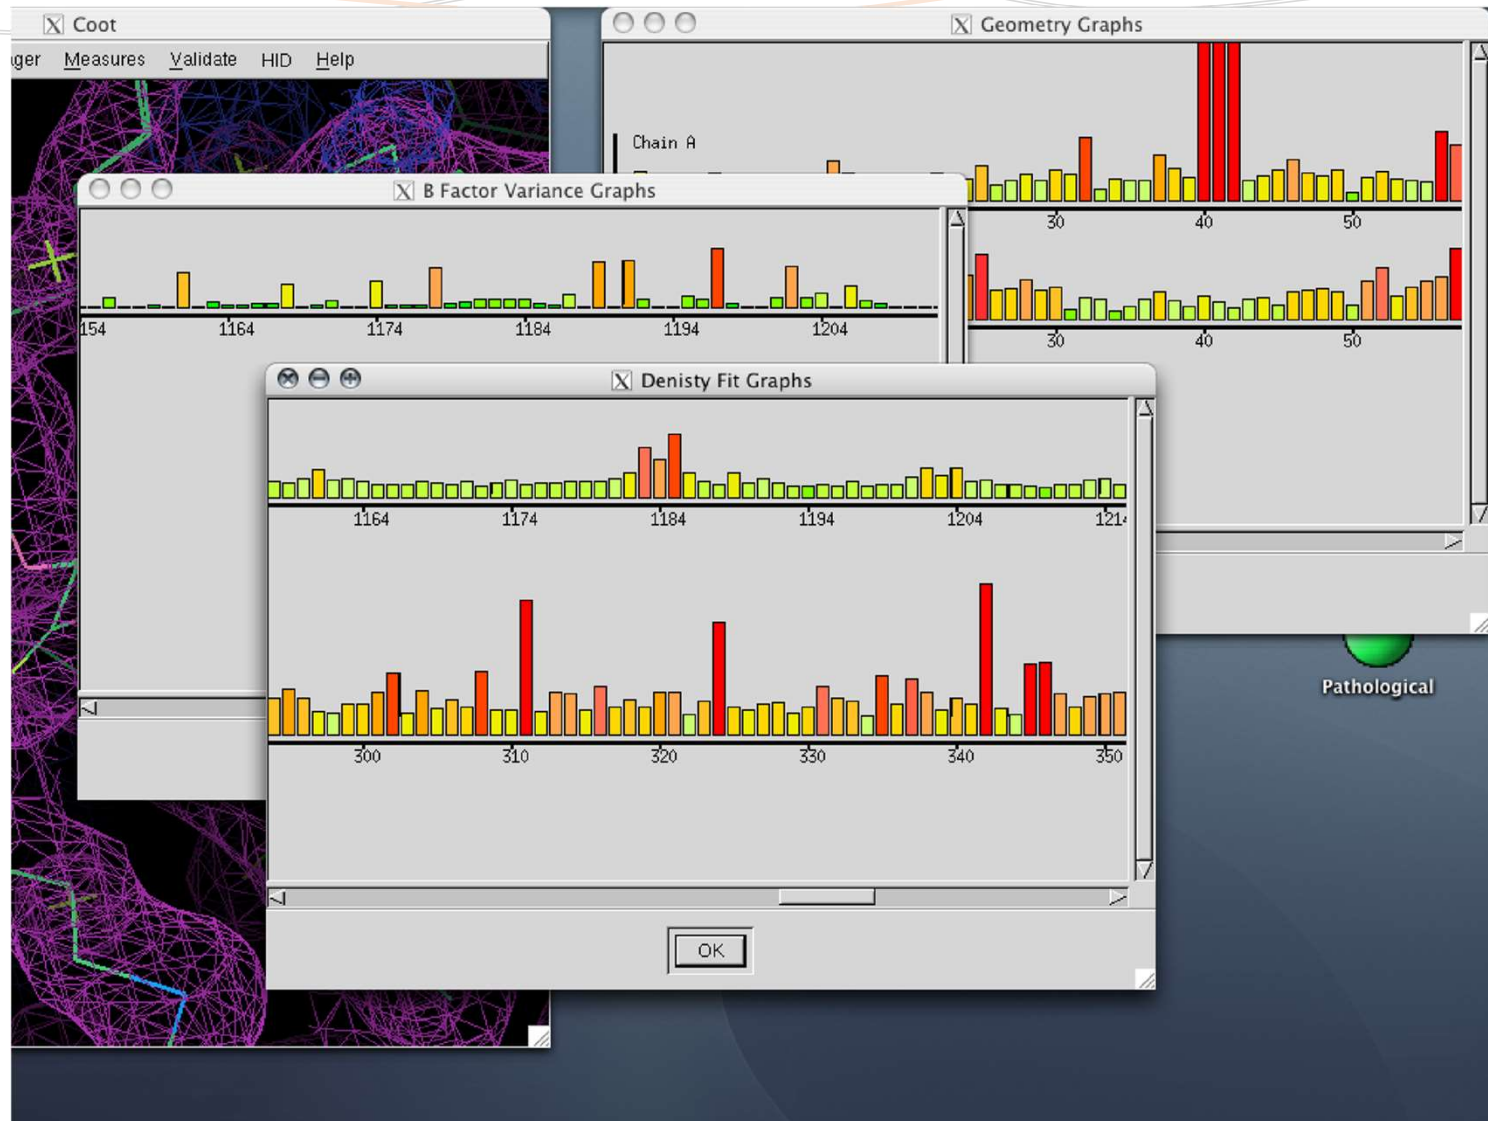 Coot
Geometry Graphs
ager Measures Validate HID Help
Chain A
30 40 50
B Factor Variance Graphs
154 1164 1174 1184 1194 1204
30 40 50
Denisty Fit Graphs
1164 1174 1184 1194 1204 1214
300 310 320 330 340 350
Pathological
OK